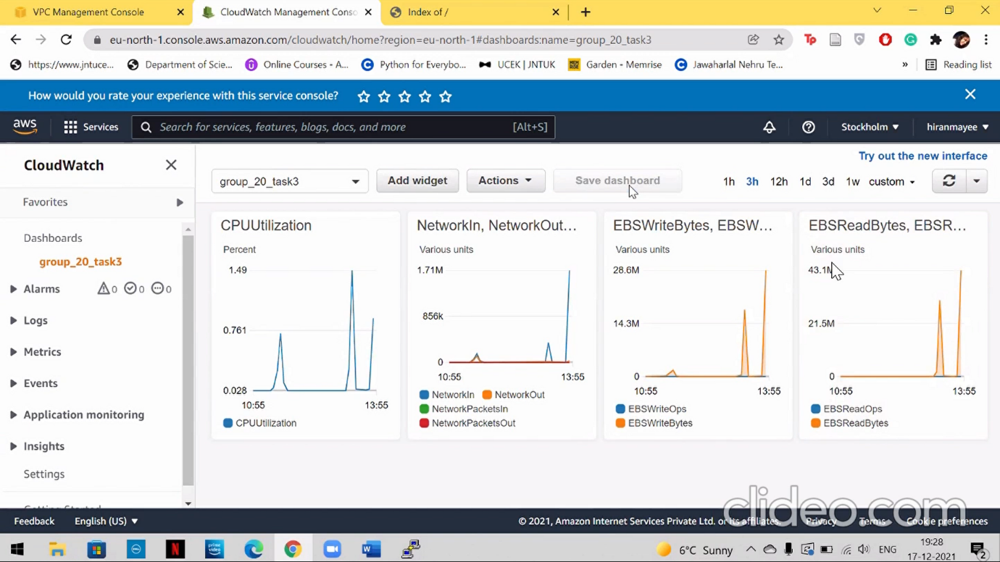 VPC Management Console
CloudWatch Management Conso
Index of /
eu-north-1.console.aws.amazon.com/cloudwatch/home?region=eu-north-1#dashboards:name=group_20_task3
https://www.jntuce...
Department of Scie...
Online Courses - A...
Python for Everybo...
UCEK | JNTUK
Garden - Memrise
Jawaharlal Nehru Te...
»
Reading list
How would you rate your experience with this service console?
aws
Services
Search for services, features, blogs, docs, and more
[Alt+S]
Stockholm
hiranmayee
CloudWatch
Try out the new interface
group_20_task3
Add widget
Actions
Save dashboard
1h 3h 12h 1d 3d 1w custom
Favorites
Dashboards
group_20_task3
Alarms
0 0 0
Logs
Metrics
Events
Application monitoring
Insights
Settings
Getting Started
CPUUtilization
Percent
1.49
0.761
0.028
10:55 13:55
CPUUtilization
NetworkIn, NetworkOut...
Various units
1.71M
856k
0
10:55 13:55
NetworkIn NetworkOut
NetworkPacketsIn
NetworkPacketsOut
EBSWriteBytes, EBSW...
Various units
28.6M
14.3M
0
10:55 13:55
EBSWriteOps
EBSWriteBytes
EBSReadBytes, EBSR...
Various units
43.1M
21.5M
0
10:55 13:55
EBSReadOps
EBSReadBytes
clideo.com
Feedback
English (US)
© 2021, Amazon Internet Services Private Ltd. or its affiliates.
Privacy
Terms
Cookie preferences
DELL
N
prime video
W
6°C Sunny
ENG
19:28
17-12-2021
2